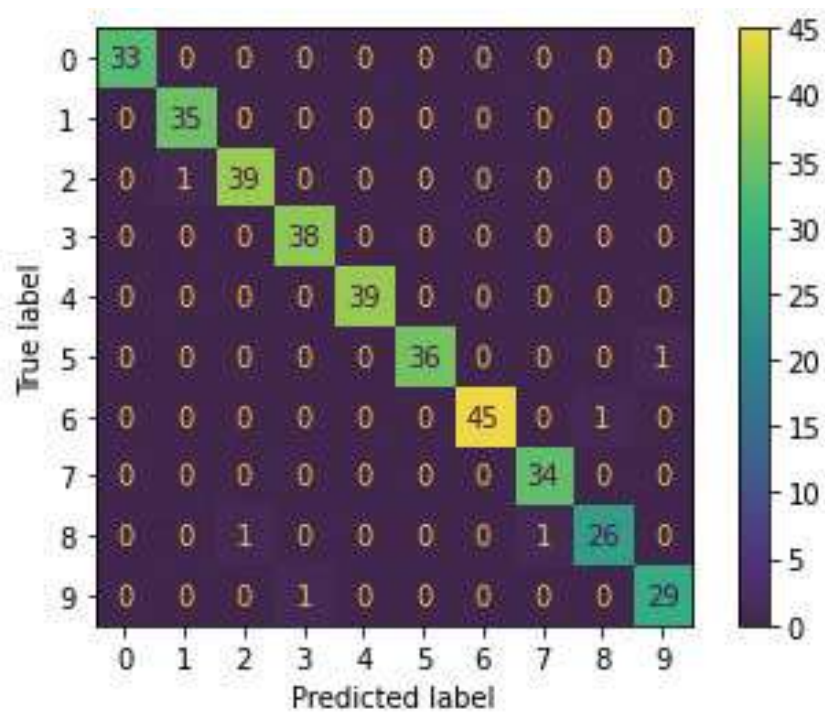 0 33 0 0 0 0 0 0 0 0 0
1 0 35 0 0 0 0 0 0 0 0
2 0 1 39 0 0 0 0 0 0 0
3 0 0 0 38 0 0 0 0 0 0
4 0 0 0 0 39 0 0 0 0 0
5 0 0 0 0 0 36 0 0 0 1
6 0 0 0 0 0 0 45 0 1 0
7 0 0 0 0 0 0 0 34 0 0
8 0 0 1 0 0 0 0 1 26 0
9 0 0 0 1 0 0 0 0 0 29
0 1 2 3 4 5 6 7 8 9
Predicted label
True label
45
40
35
30
25
20
15
10
5
0